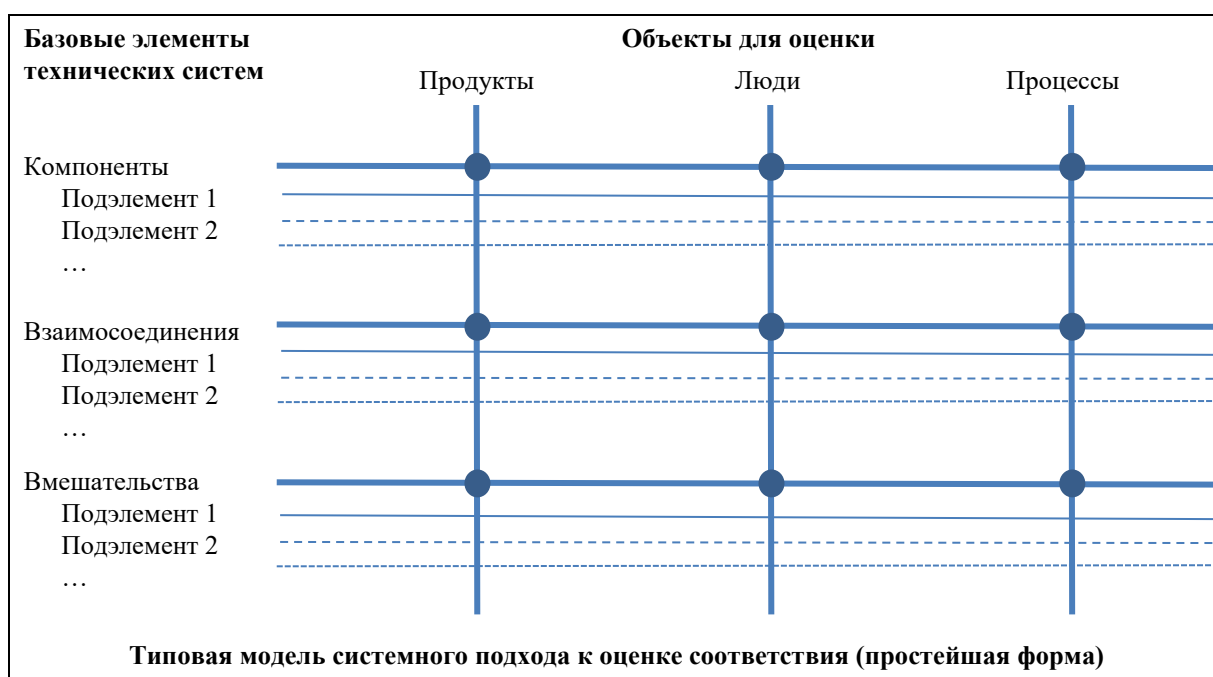 Базовые элементы
технических систем
Объекты для оценки
Продукты Люди Процессы
Компоненты
Подэлемент 1
Подэлемент 2
…
Взаимосоединения
Подэлемент 1
Подэлемент 2
…
Вмешательства
Подэлемент 1
Подэлемент 2
…
Типовая модель системного подхода к оценке соответствия (простейшая форма)